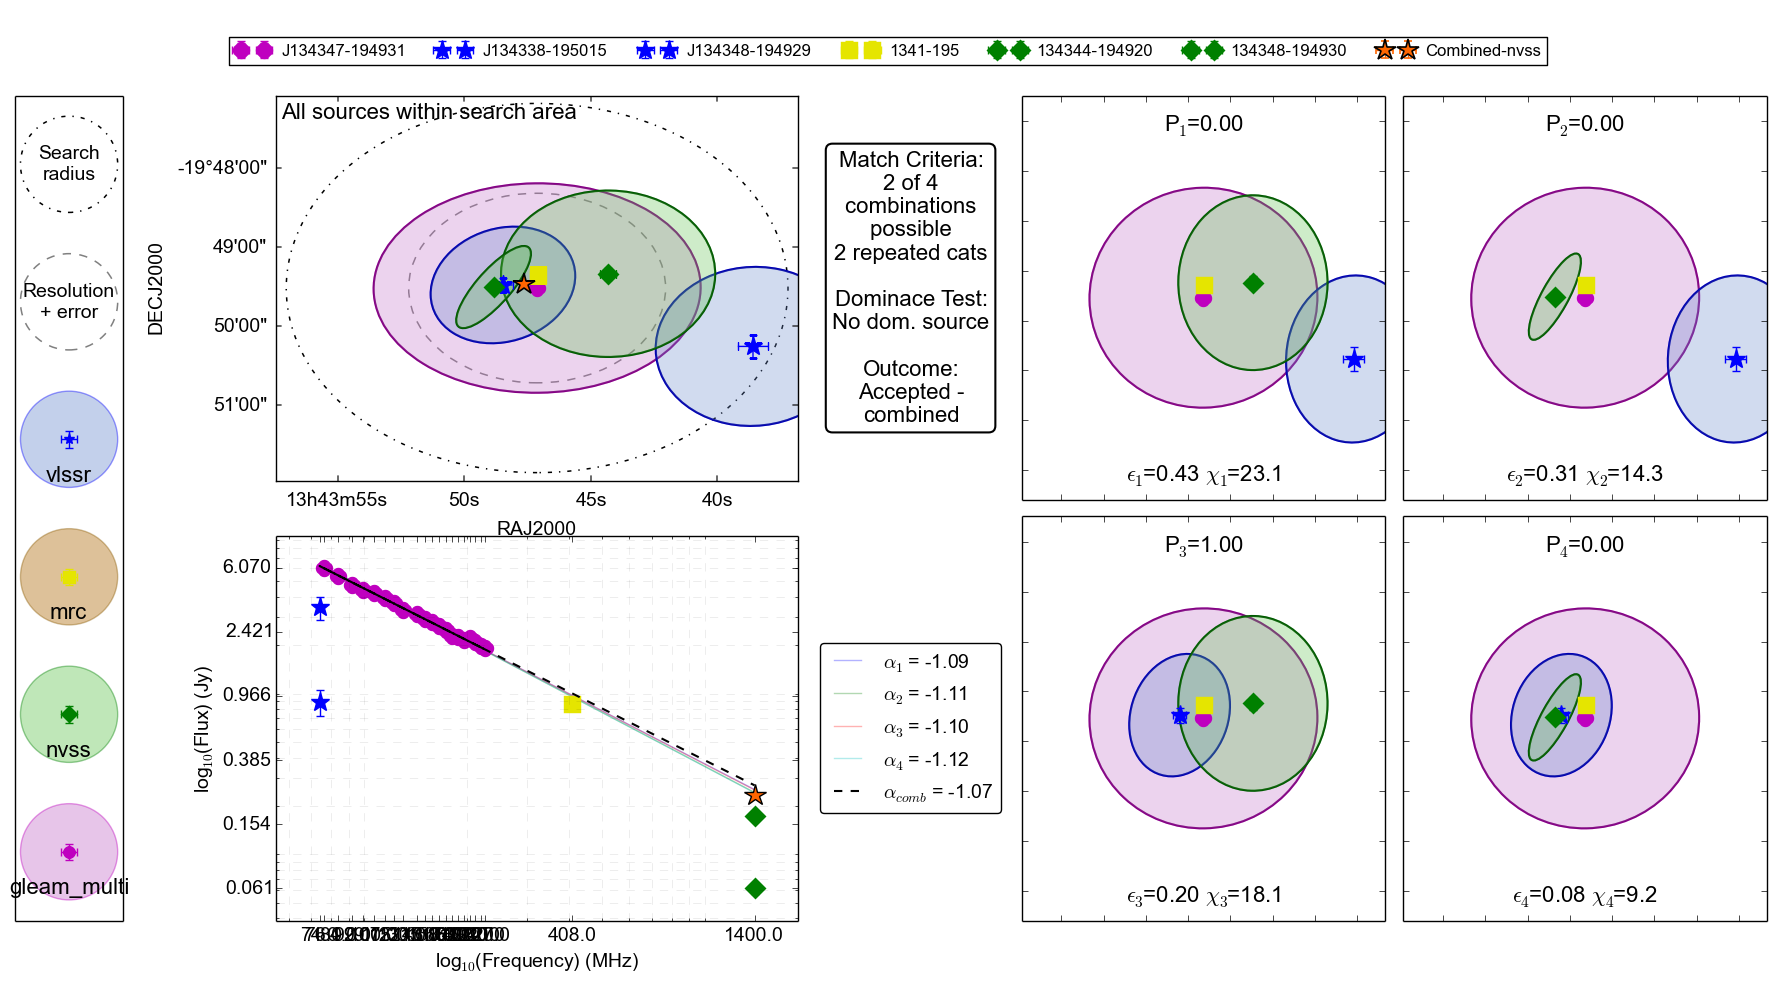 J134347-194931 J134338-195015 J134348-194929 1341-195 134344-194920 134348-194930 Combined-nvss
Search
radius
Resolution
+ error
vlssr
mrc
nvss
gleam_multi
All sources within search area
DECJ2000
-19°48'00"
49'00"
50'00"
51'00"
13h43m55s 50s 45s 40s
RAJ2000
Match Criteria:
2 of 4
combinations
possible
2 repeated cats
Dominace Test:
No dom. source
Outcome:
Accepted -
combined
P1=0.00
ϵ1=0.43 χ1=23.1
P2=0.00
ϵ2=0.31 χ2=14.3
log10(Flux) (Jy)
6.070
2.421
0.966
0.385
0.154
0.061
408.0 1400.0
log10(Frequency) (MHz)
α1 = -1.09
α2 = -1.11
α3 = -1.10
α4 = -1.12
αcomb = -1.07
P3=1.00
ϵ3=0.20 χ3=18.1
P4=0.00
ϵ4=0.08 χ4=9.2